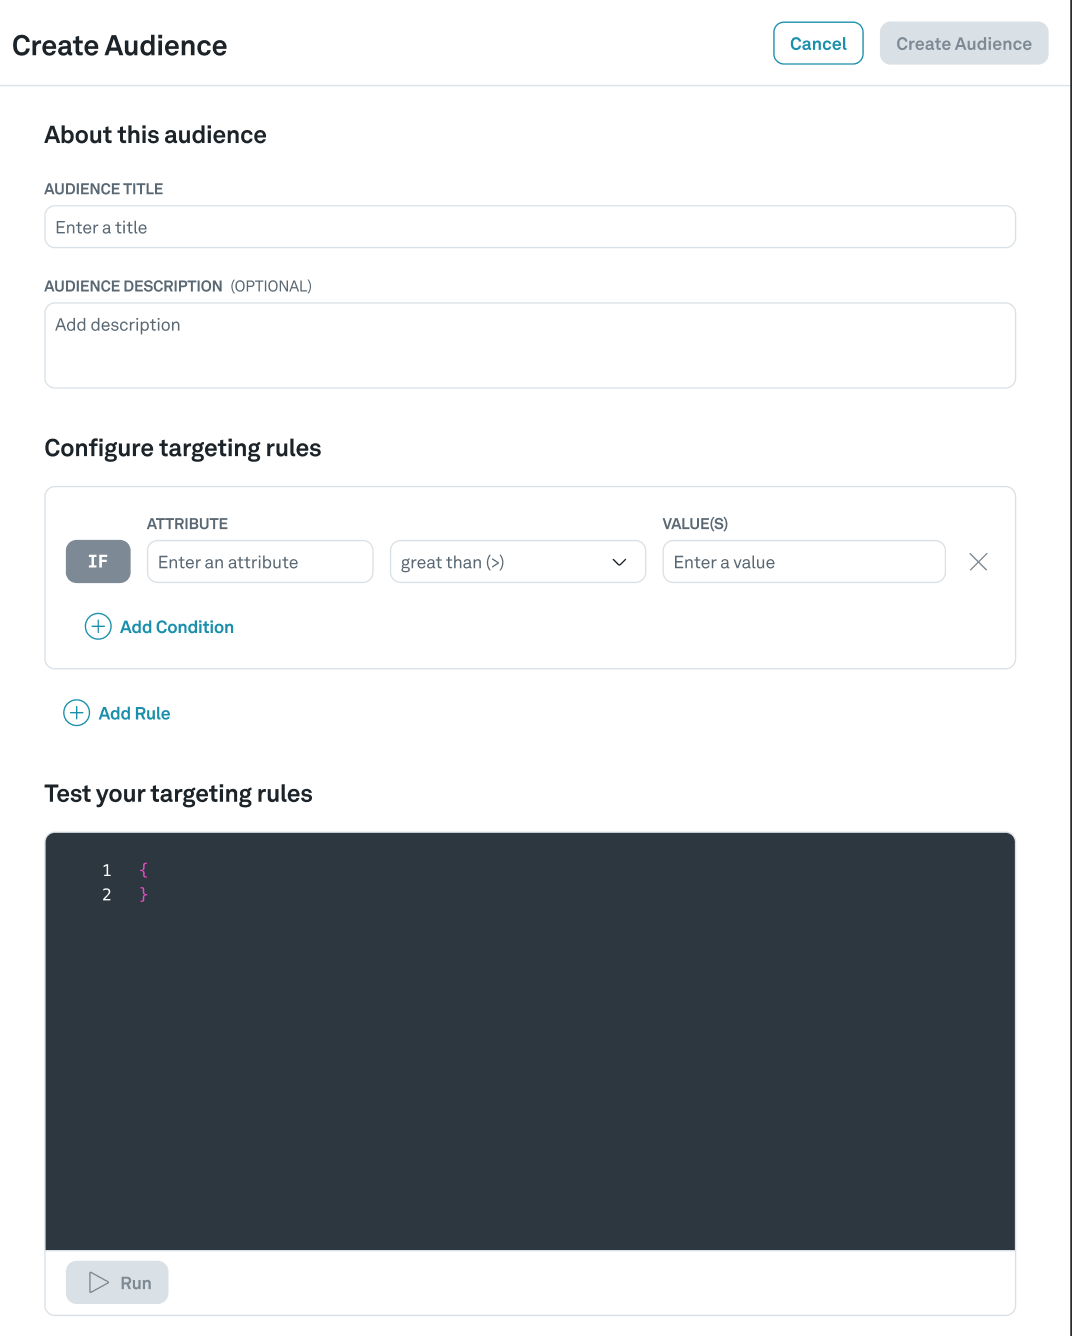 Create Audience
Cancel
Create Audience
About this audience
AUDIENCE TITLE
Enter a title
AUDIENCE DESCRIPTION (OPTIONAL)
Add description
Configure targeting rules
ATTRIBUTE
VALUE(S)
IF
Enter an attribute
great than (>)
Enter a value
Add Condition
Add Rule
Test your targeting rules
1 {
2 }
Run